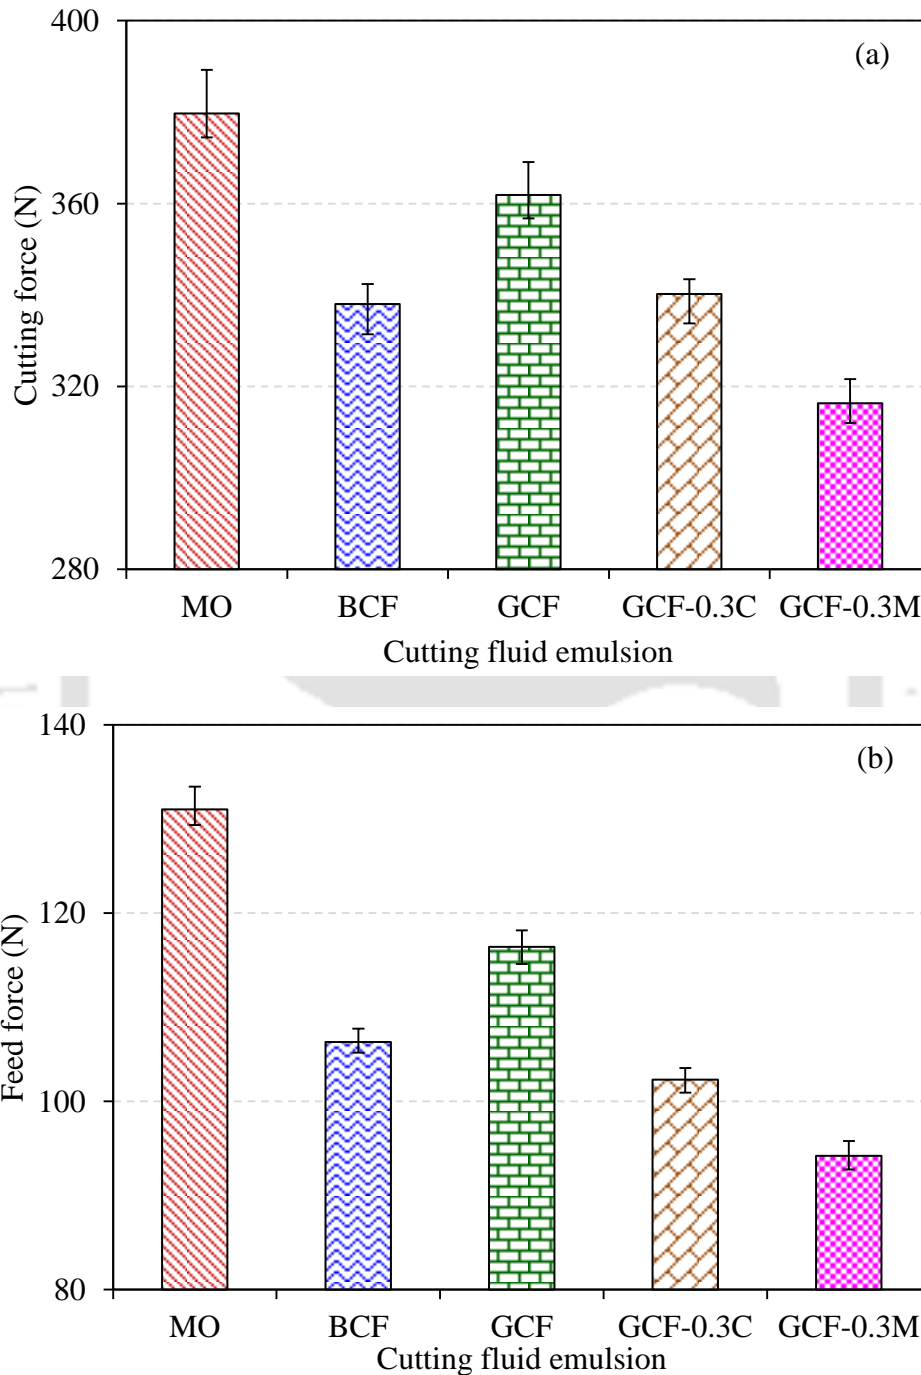 400
(a)
360
320
280
Cutting force (N)
MO BCF GCF GCF-0.3C GCF-0.3M
Cutting fluid emulsion
140
(b)
120
100
80
Feed force (N)
MO BCF GCF GCF-0.3C GCF-0.3M
Cutting fluid emulsion